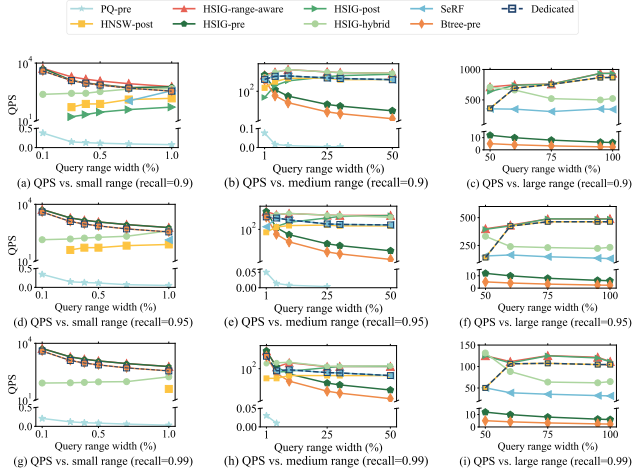 PQ-pre HSIG-range-aware HSIG-post SeRF Dedicated
HNSW-post HSIG-pre HSIG-hybrid Btree-pre
QPS
10^4
10^1
0.5
0.0
0.1 0.5 1.0
Query range width (%)
(a) QPS vs. small range (recall=0.9)
10^2
0.1
0.0
1 25 50
Query range width (%)
(b) QPS vs. medium range (recall=0.9)
1000
500
10
0
50 75 100
Query range width (%)
(c) QPS vs. large range (recall=0.9)
QPS
10^4
10^1
0.5
0.0
0.1 0.5 1.0
Query range width (%)
(d) QPS vs. small range (recall=0.95)
10^2
0.05
0.00
1 25 50
Query range width (%)
(e) QPS vs. medium range (recall=0.95)
500
250
10
0
50 75 100
Query range width (%)
(f) QPS vs. large range (recall=0.95)
QPS
10^4
10^1
0.5
0.0
0.1 0.5 1.0
Query range width (%)
(g) QPS vs. small range (recall=0.99)
10^2
0.05
0.00
1 25 50
Query range width (%)
(h) QPS vs. medium range (recall=0.99)
150
100
50
10
0
50 75 100
Query range width (%)
(i) QPS vs. large range (recall=0.99)